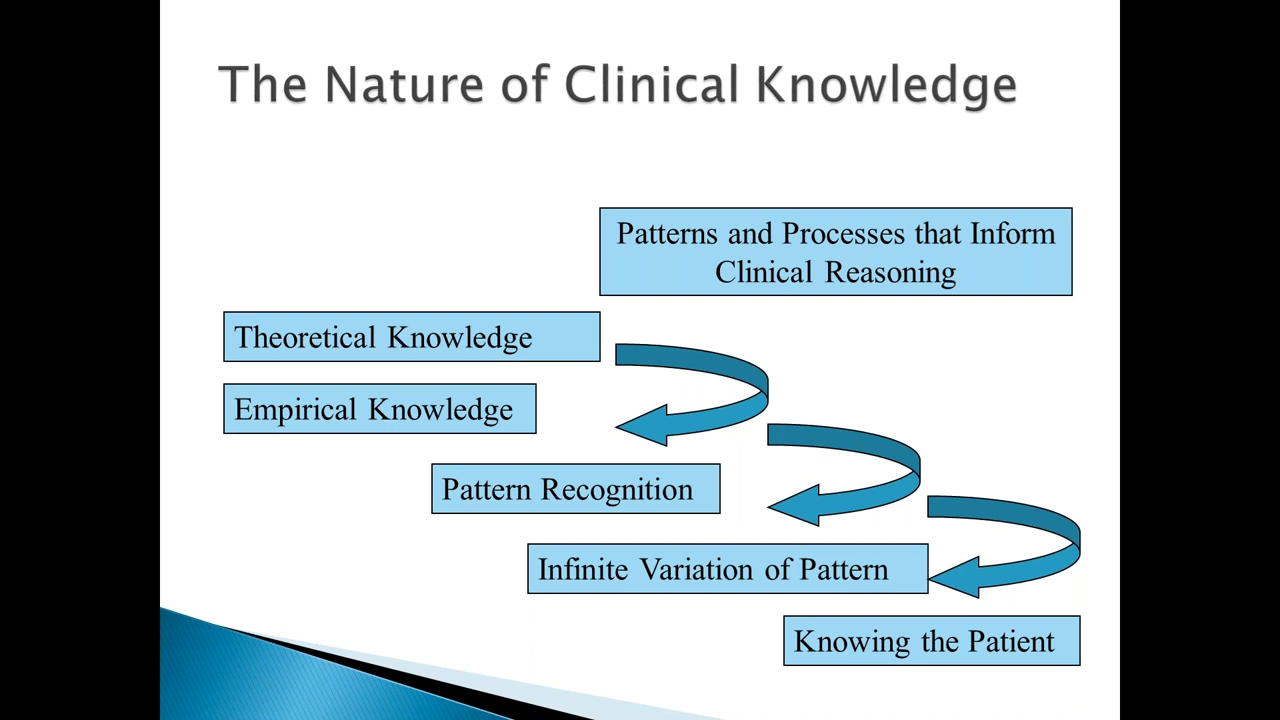 The Nature of Clinical Knowledge
Patterns and Processes that Inform
Clinical Reasoning
Theoretical Knowledge
Empirical Knowledge
Pattern Recognition
Infinite Variation of Pattern
Knowing the Patient